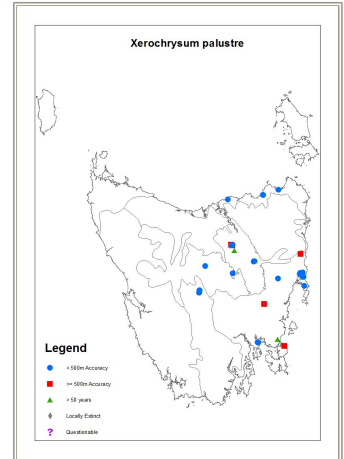 Xerochrysum palustre
Legend
< 500m Accuracy
>= 500m Accuracy
> 50 years
Locally Extinct
? Questionable